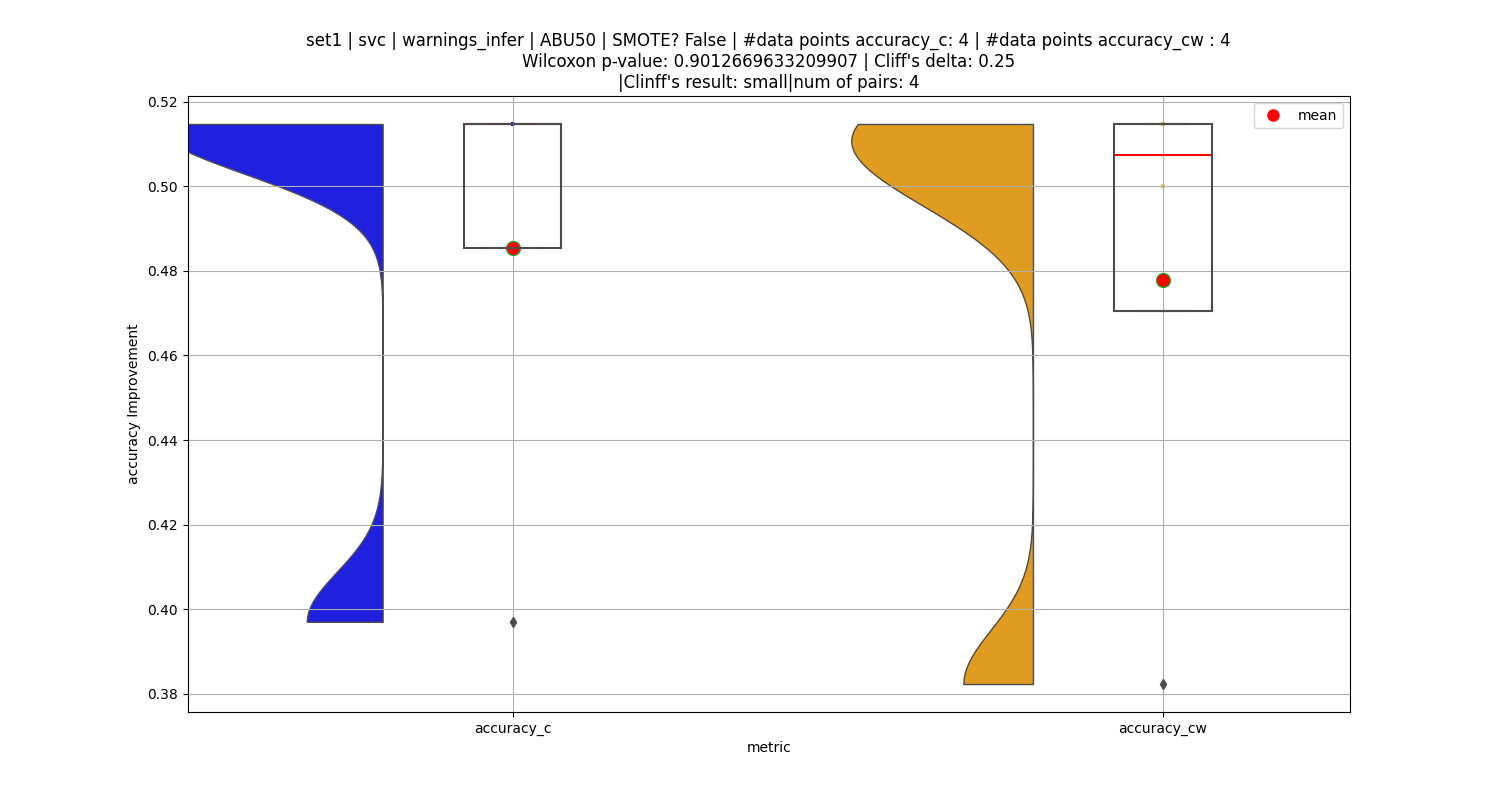 set1 | svc | warnings_infer | ABU50 | SMOTE? False | #data points accuracy_c: 4 | #data points accuracy_cw : 4
Wilcoxon p-value: 0.9012669633209907 | Cliff's delta: 0.25
|Clinff's result: small|num of pairs: 4
mean
0.52
0.50
0.48
0.46
0.44
0.42
0.40
0.38
accuracy Improvement
accuracy_c
accuracy_cw
metric